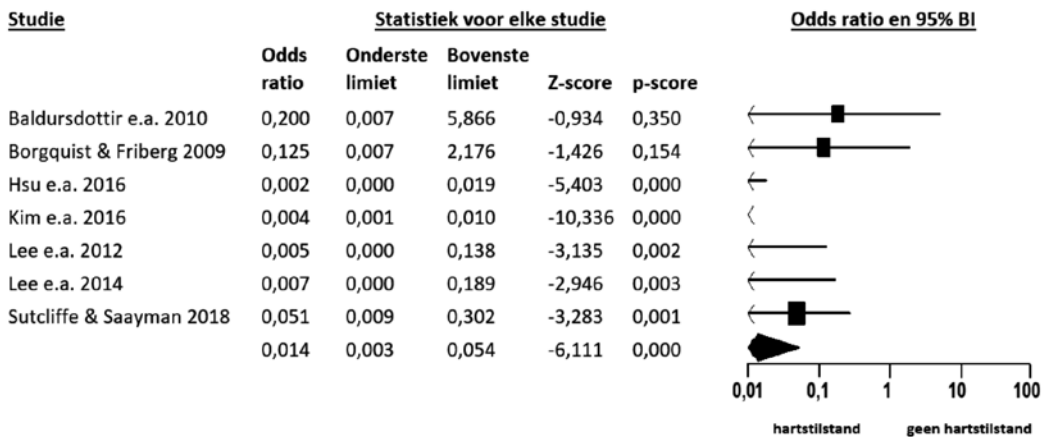 Studie Statistiek voor elke studie Odds ratio en 95% BI
Odds ratio Onderste limiet Bovenste limiet Z-score p-score
Baldursdottir e.a. 2010 0,200 0,007 5,866 -0,934 0,350
Borgquist & Friberg 2009 0,125 0,007 2,176 -1,426 0,154
Hsu e.a. 2016 0,002 0,000 0,019 -5,403 0,000
Kim e.a. 2016 0,004 0,001 0,010 -10,336 0,000
Lee e.a. 2012 0,005 0,000 0,138 -3,135 0,002
Lee e.a. 2014 0,007 0,000 0,189 -2,946 0,003
Sutcliffe & Saayman 2018 0,051 0,009 0,302 -3,283 0,001
0,014 0,003 0,054 -6,111 0,000
0,01 0,1 1 10 100
hartstilstand geen hartstilstand